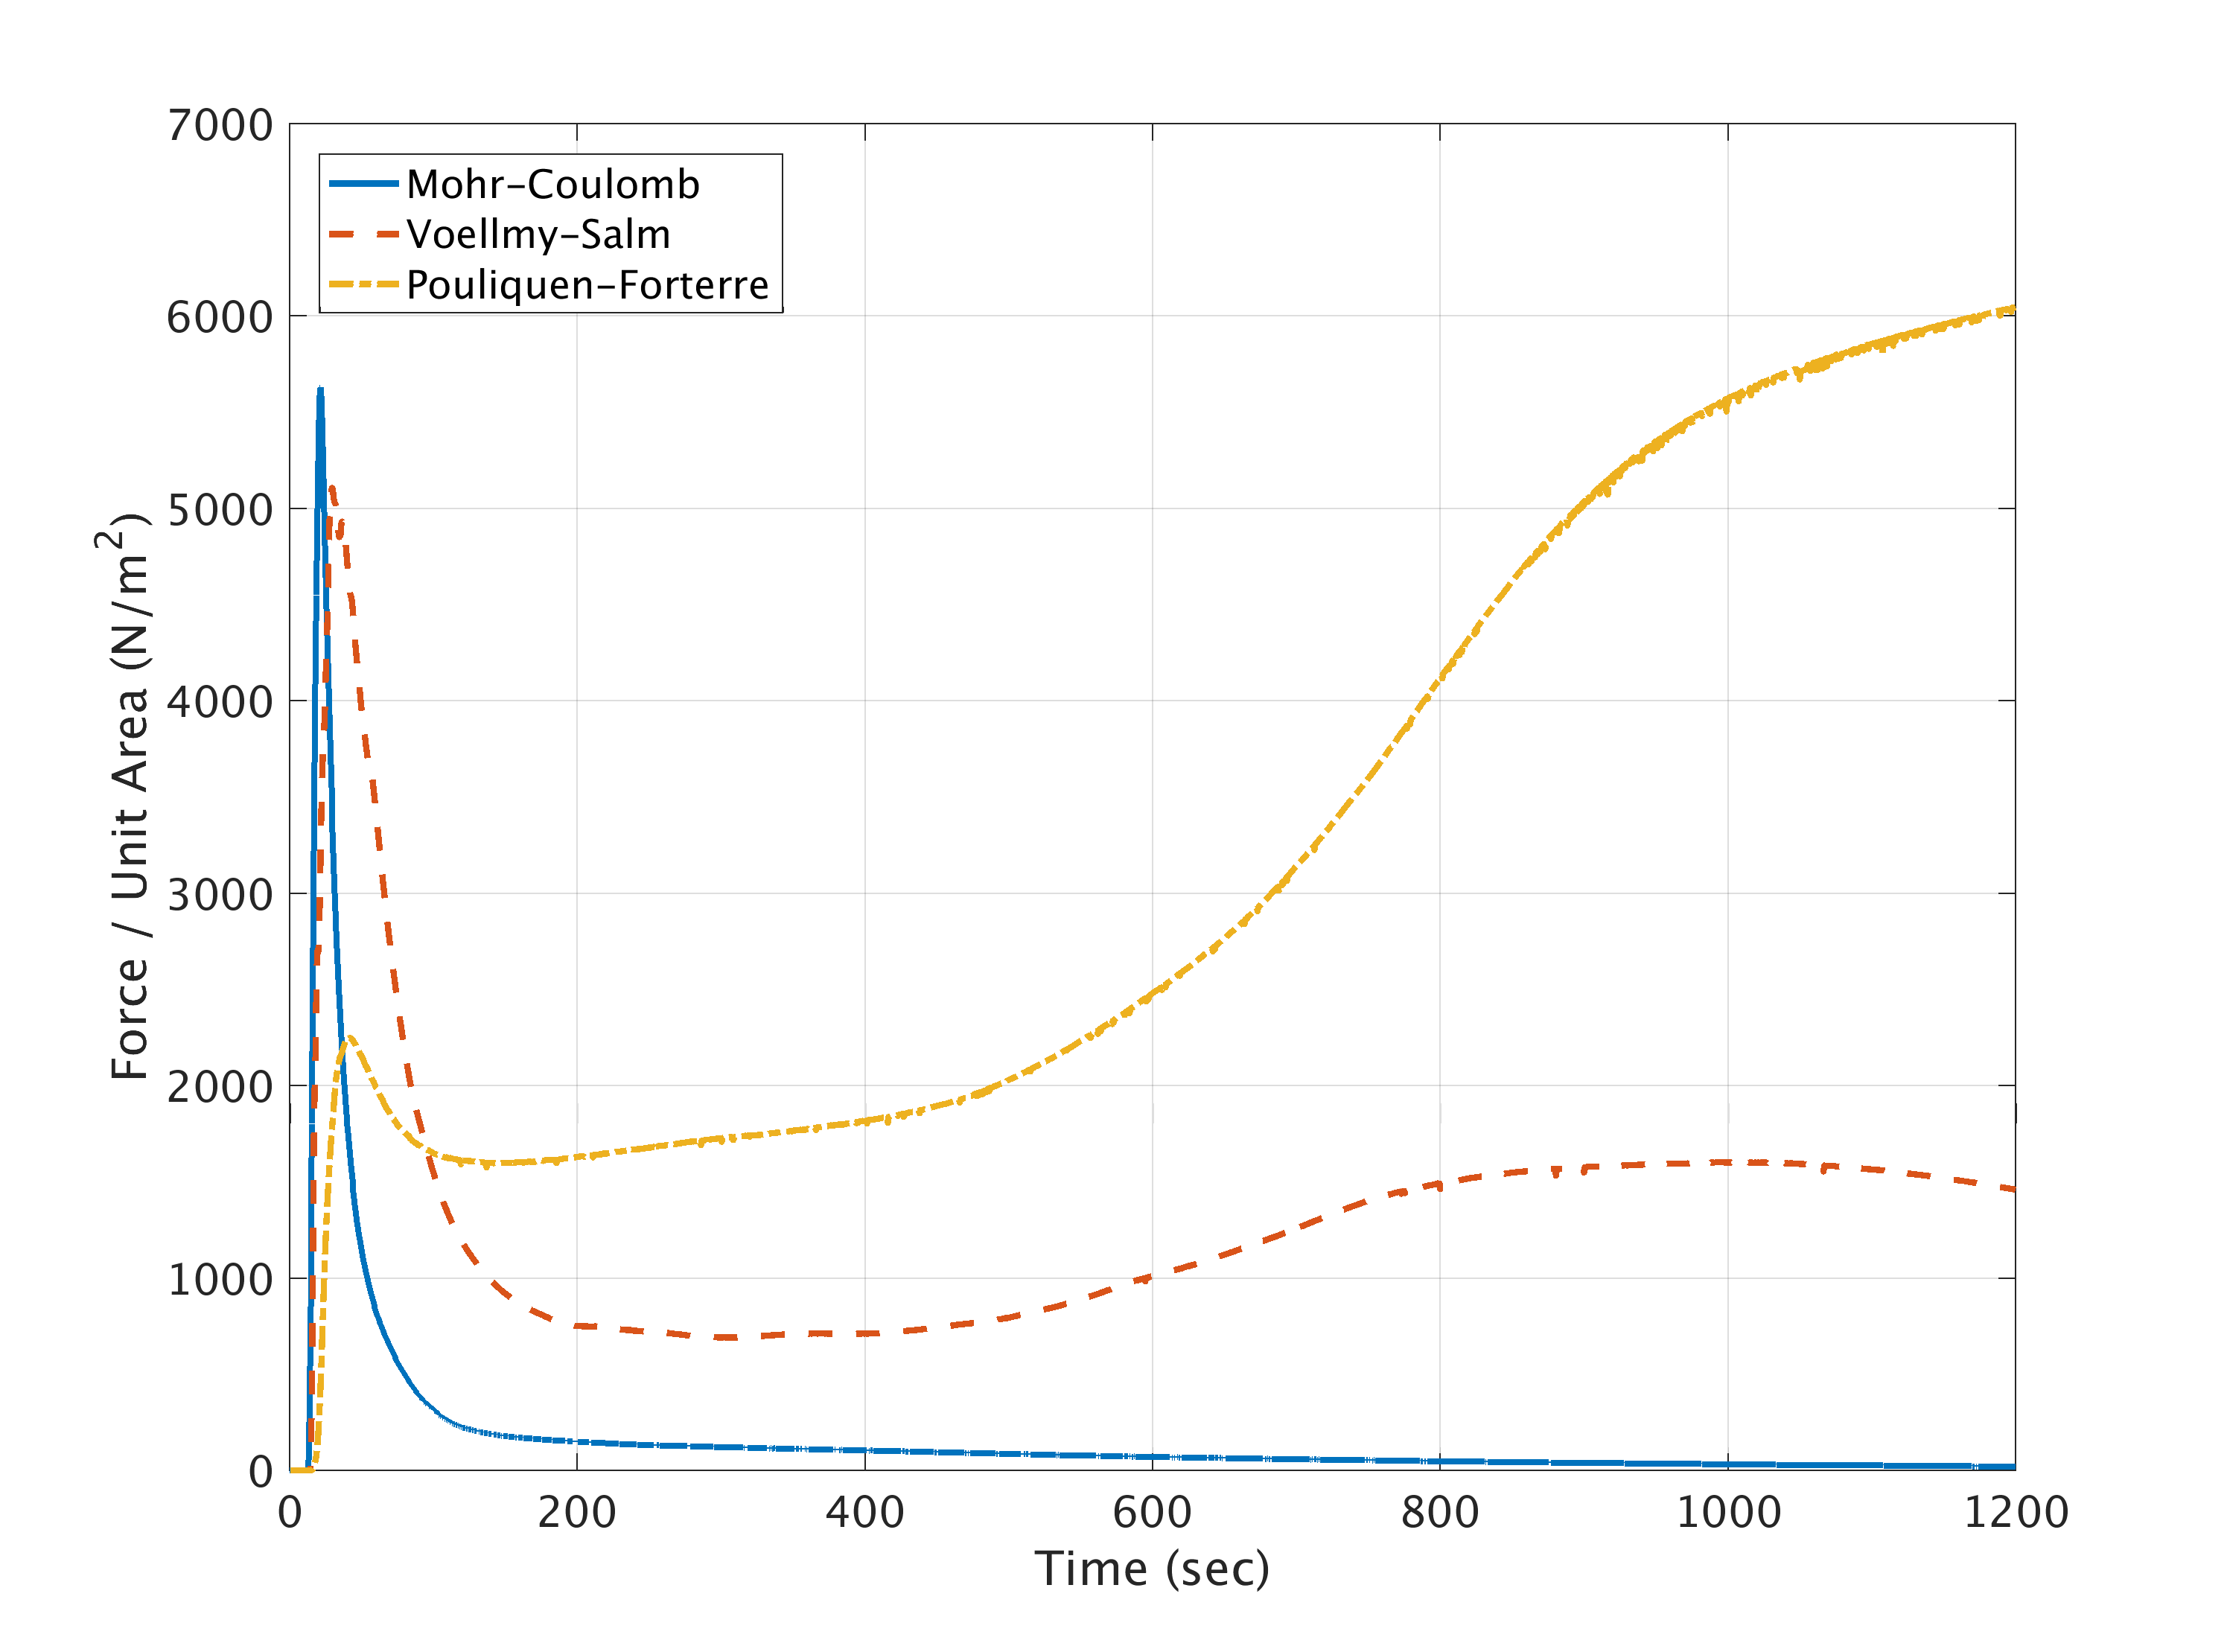 7000
6000
5000
4000
3000
2000
1000
0
Force / Unit Area (N/m²)
Mohr−Coulomb
Voellmy−Salm
Pouliquen−Forterre
0 200 400 600 800 1000 1200
Time (sec)